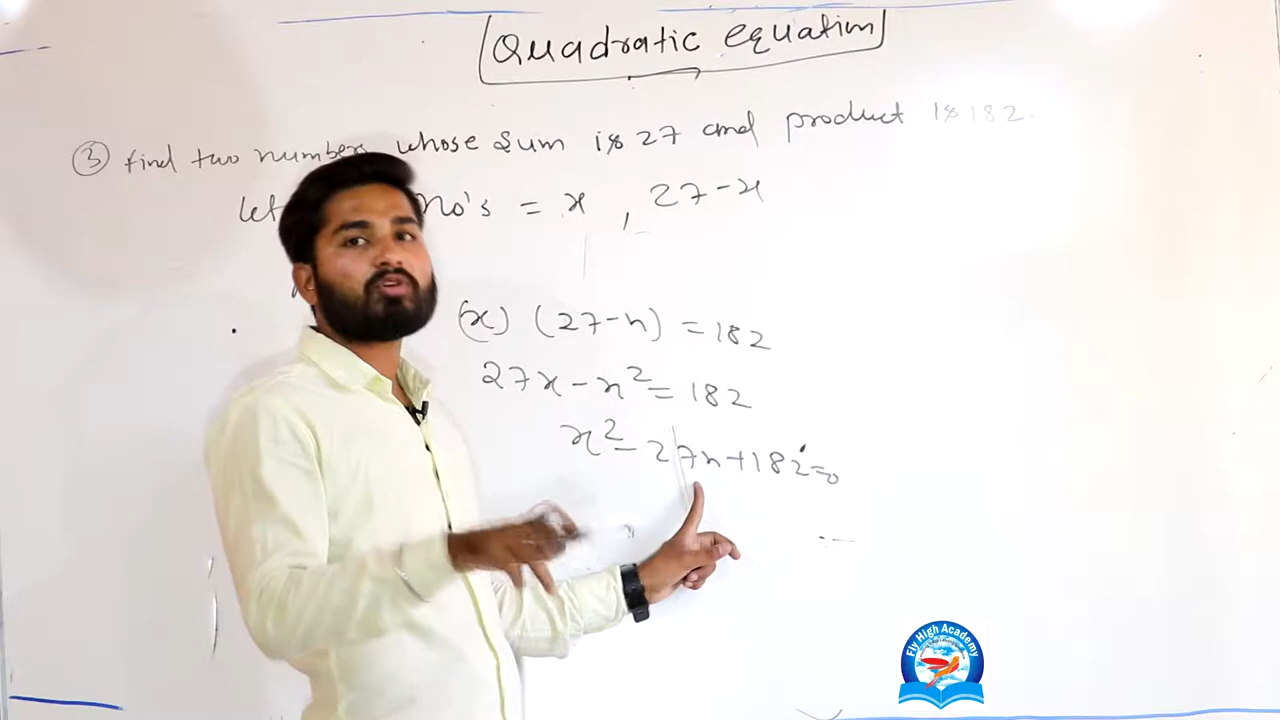 Quadratic equation
③ find two numbers whose sum is 27 and product is 182.
let No's = x , 27-x
(x) (27-x) = 182
27x - x² = 182
x² - 27x + 182 = 0
Fly High Academy